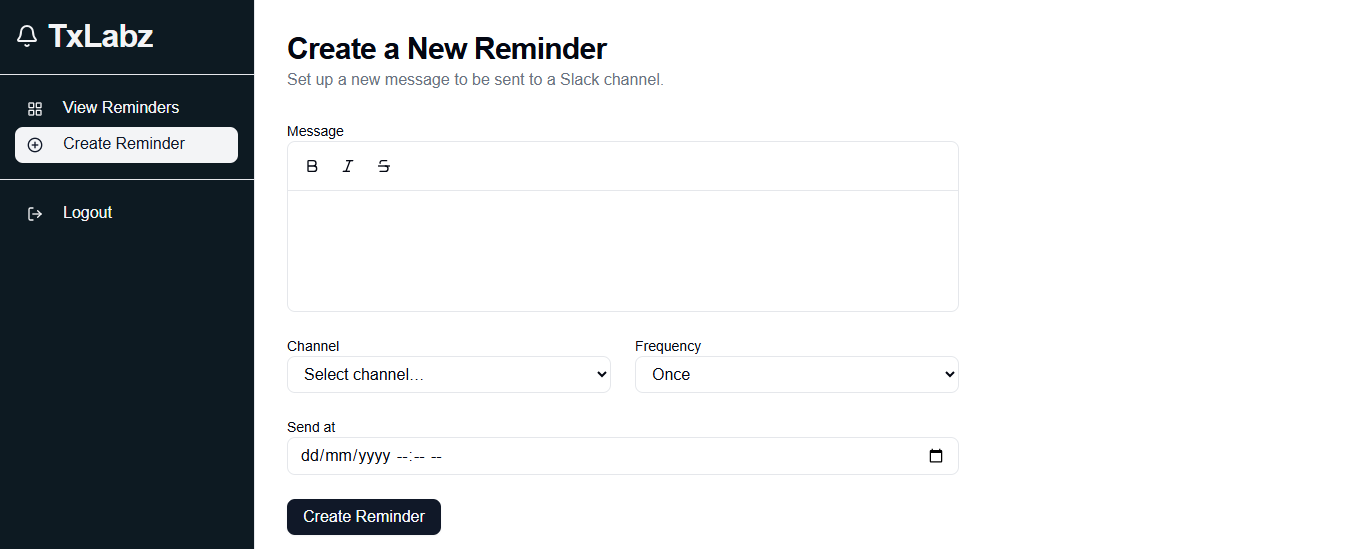 TxLabz
View Reminders
Create Reminder
Logout
Create a New Reminder
Set up a new message to be sent to a Slack channel.
Message
B I S
Channel
Frequency
Select channel...
Once
Send at
dd/mm/yyyy --:-- --
Create Reminder